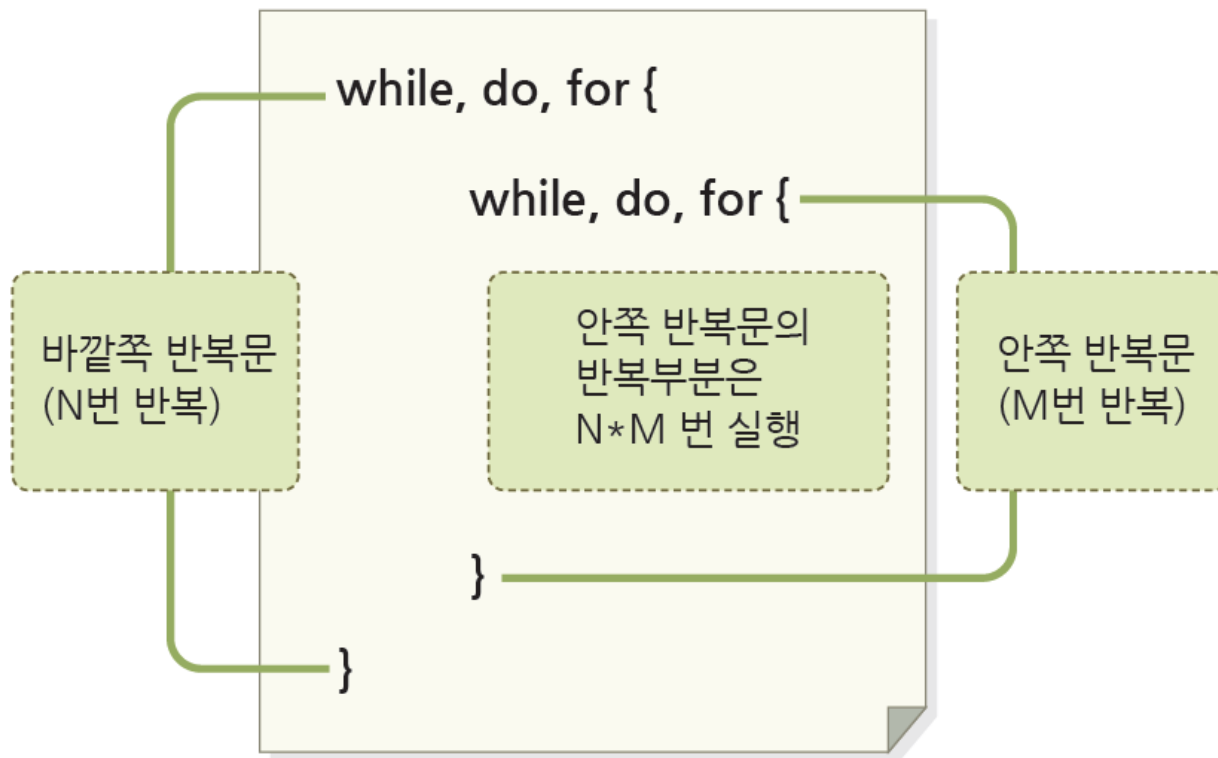 while, do, for {
while, do, for {
바깥쪽 반복문
(N번 반복)
안쪽 반복문의
반복부분은
N*M 번 실행
안쪽 반복문
(M번 반복)
}
}